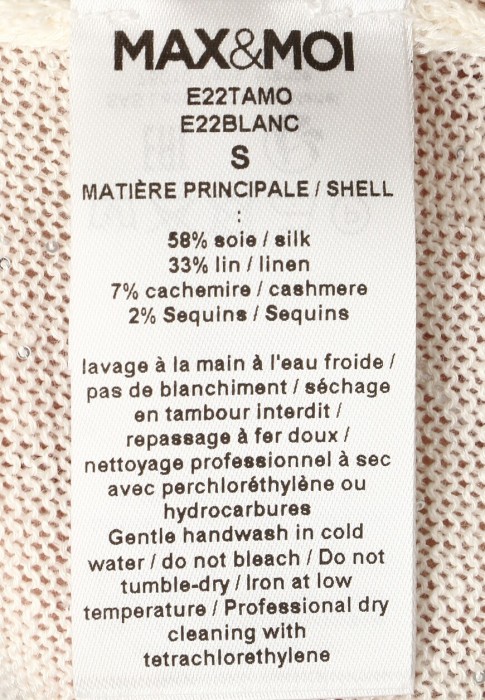 MAX&MOI
E22TAMO
E22BLANC
S
MATIÈRE PRINCIPALE / SHELL
:
58% soie / silk
33% lin / linen
7% cachemire / cashmere
2% Sequins / Sequins
lavage à la main à l'eau froide /
pas de blanchiment / séchage
en tambour interdit /
repassage à fer doux /
nettoyage professionnel à sec
avec perchloréthylène ou
hydrocarbures
Gentle handwash in cold
water / do not bleach / Do not
tumble-dry / Iron at low
temperature / Professional dry
cleaning with
tetrachlorethylene